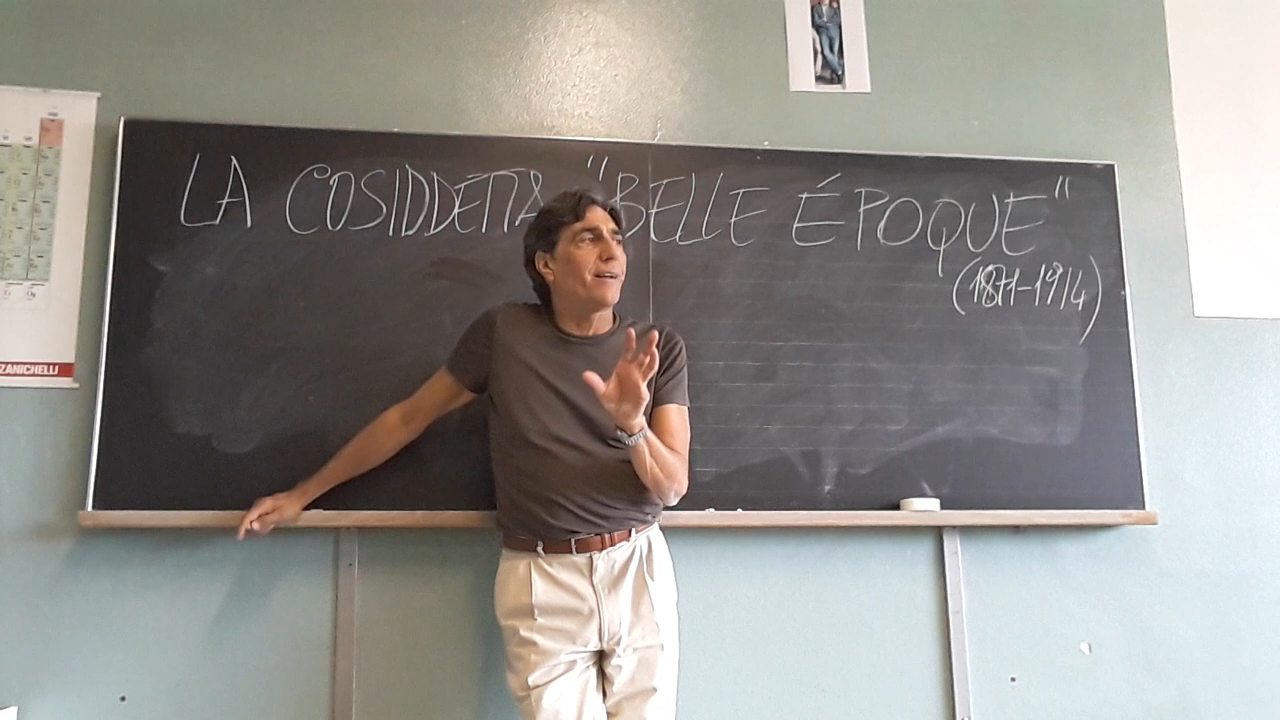 LA COSIDDETTA "BELLE ÉPOQUE"
(1871-1914)
ZANICHELLI